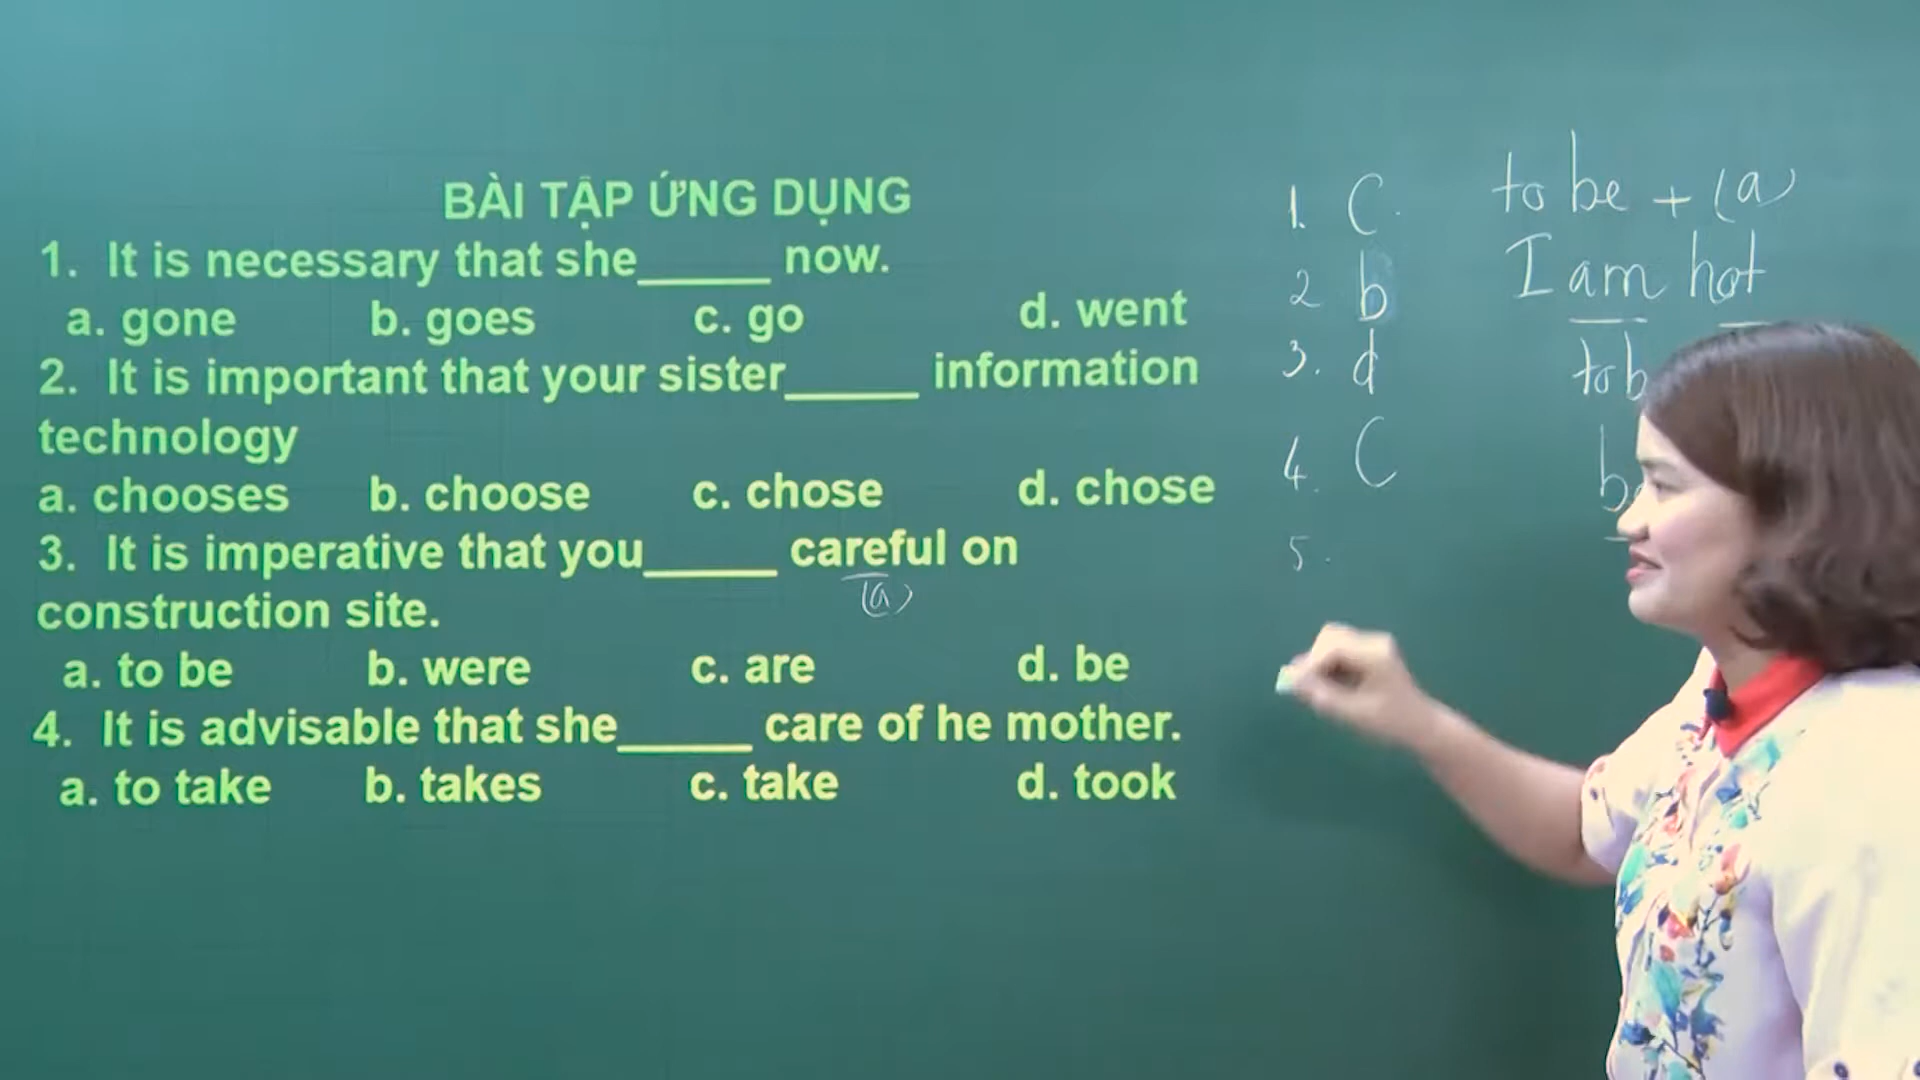 BÀI TẬP ỨNG DỤNG
1. It is necessary that she_____ now.
a. gone b. goes c. go d. went
2. It is important that your sister_____ information
technology
a. chooses b. choose c. chose d. chose
3. It is imperative that you_____ careful on
(a)
construction site.
a. to be b. were c. are d. be
4. It is advisable that she_____ care of he mother.
a. to take b. takes c. take d. took
1. C.
2 b
3. d
4. C
5.
to be + (a)
I am hot
to b